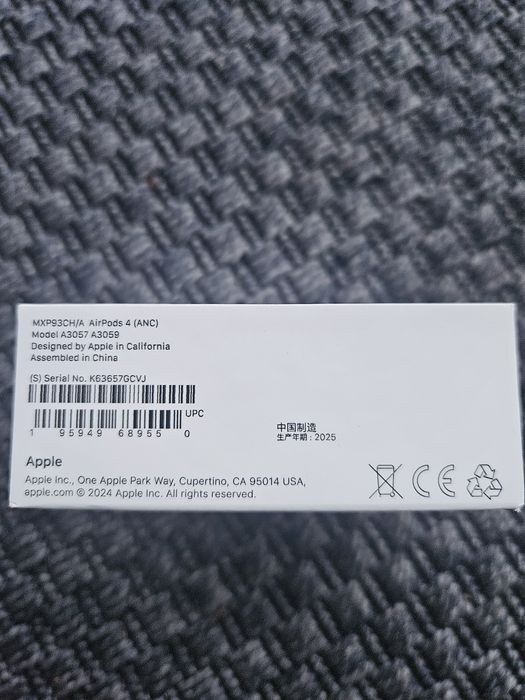 MXP93CH/A AirPods 4 (ANC)
Model A3057 A3059
Designed by Apple in California
Assembled in China
(S) Serial No. K63657GCVJ
UPC
1 95949 68955 0
中国制造
生产年期：2025
Apple
Apple Inc., One Apple Park Way, Cupertino, CA 95014 USA,
apple.com © 2024 Apple Inc. All rights reserved.
CE